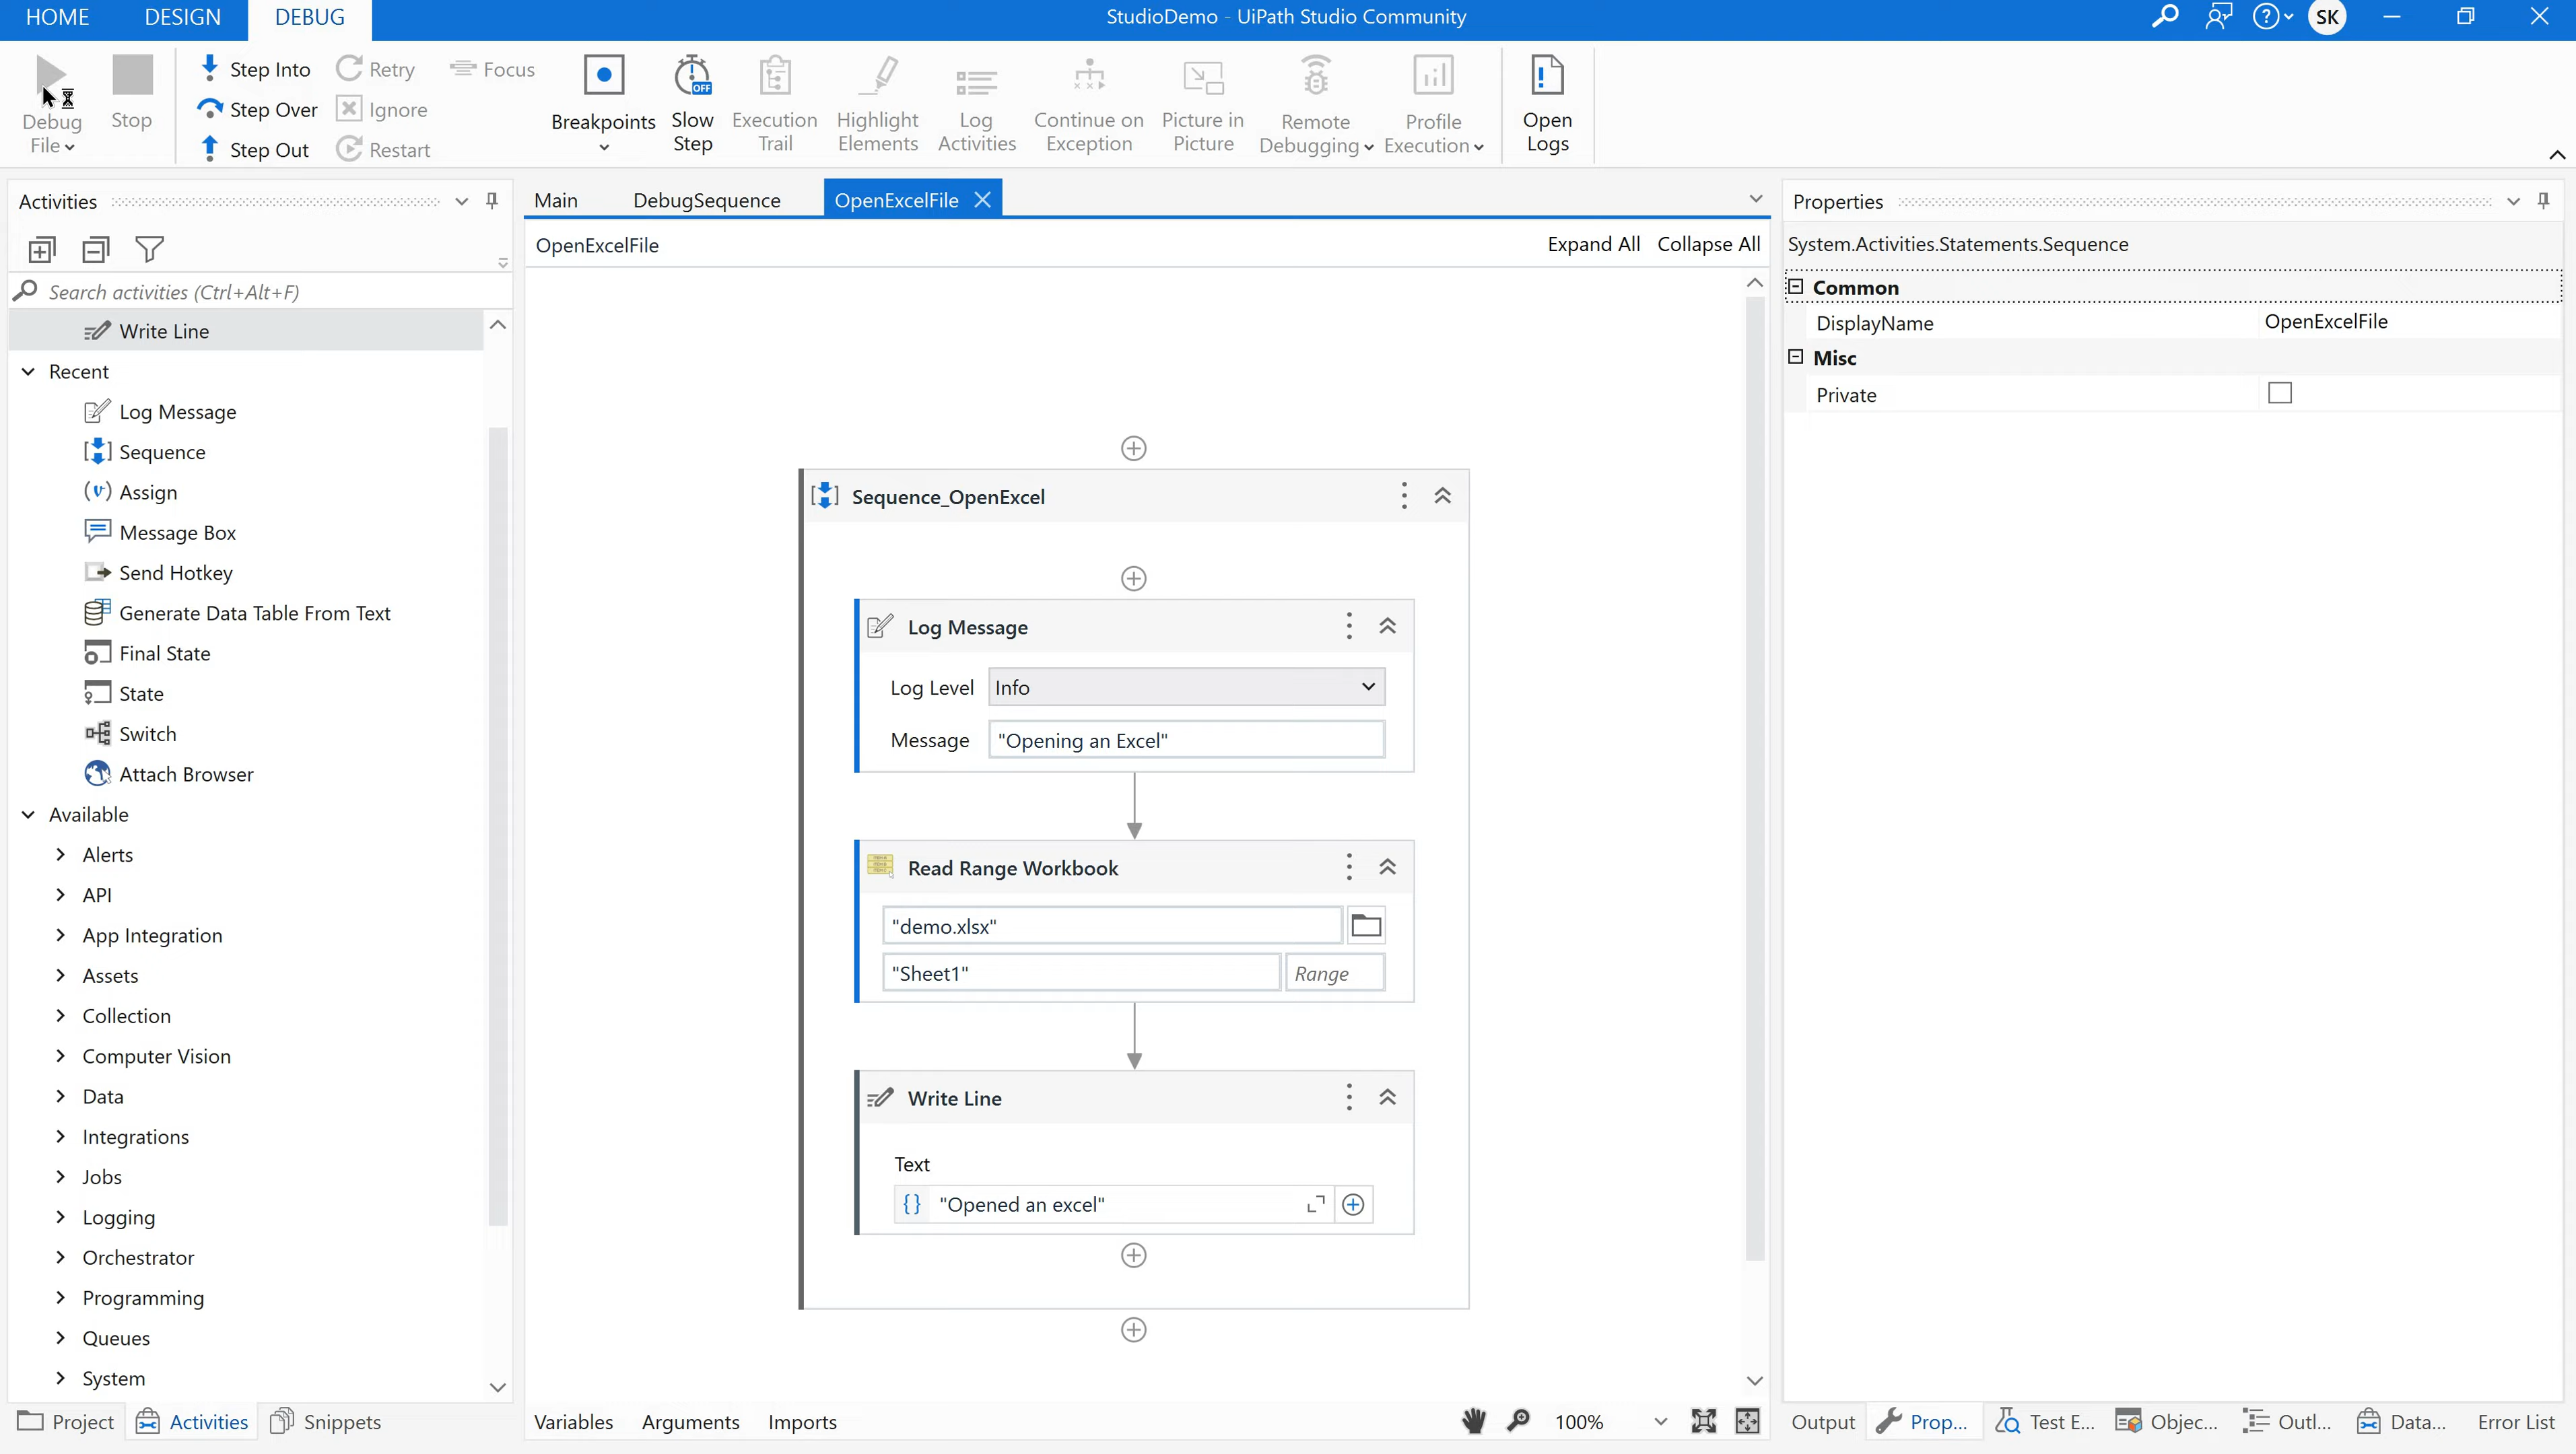 HOME DESIGN DEBUG StudioDemo - UiPath Studio Community SK
Debug File
Stop
Step Into
Step Over
Step Out
Retry
Ignore
Restart
Focus
Breakpoints
OFF
Slow Step
Execution Trail
Highlight Elements
Log Activities
Continue on Exception
Picture in Picture
Remote Debugging
Profile Execution
Open Logs
Activities
Search activities (Ctrl+Alt+F)
Write Line
Recent
Log Message
Sequence
Assign
Message Box
Send Hotkey
Generate Data Table From Text
Final State
State
Switch
Attach Browser
Available
Alerts
API
App Integration
Assets
Collection
Computer Vision
Data
Integrations
Jobs
Logging
Orchestrator
Programming
Queues
System
Project Activities Snippets
Main DebugSequence OpenExcelFile
OpenExcelFile Expand All Collapse All
Sequence_OpenExcel
Log Message
Log Level Info
Message "Opening an Excel"
Read Range Workbook
"demo.xlsx"
"Sheet1" Range
Write Line
Text
{} "Opened an excel"
Variables Arguments Imports 100%
Properties
System.Activities.Statements.Sequence
Common
DisplayName OpenExcelFile
Misc
Private
Output Prop... Test E... Objec... Outl... Data... Error List